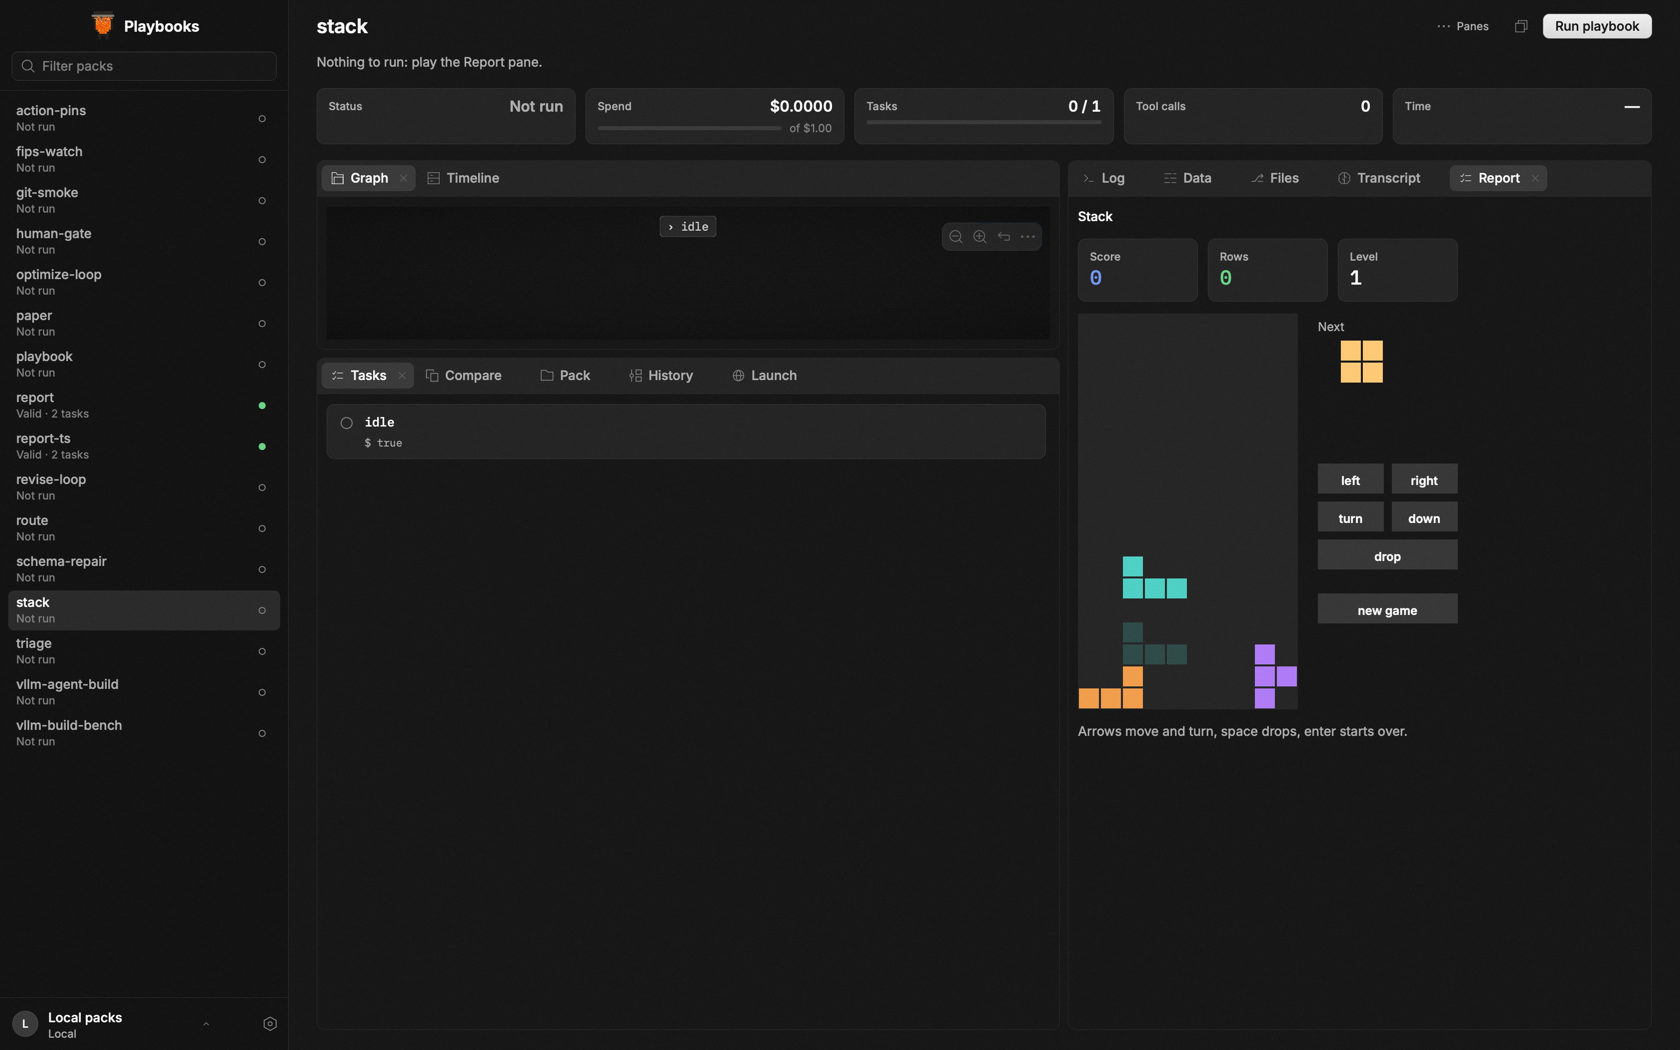 Playbooks
Filter packs
action-pins
Not run
fips-watch
Not run
git-smoke
Not run
human-gate
Not run
optimize-loop
Not run
paper
Not run
playbook
Not run
report
Valid · 2 tasks
report-ts
Valid · 2 tasks
revise-loop
Not run
route
Not run
schema-repair
Not run
stack
Not run
triage
Not run
vllm-agent-build
Not run
vllm-build-bench
Not run
L
Local packs
Local
stack
Panes
Run playbook
Nothing to run: play the Report pane.
Status
Not run
Spend
$0.0000
of $1.00
Tasks
0 / 1
Tool calls
0
Time
—
Graph
Timeline
› idle
Tasks
Compare
Pack
History
Launch
idle
$ true
Log
Data
Files
Transcript
Report
Stack
Score
0
Rows
0
Level
1
Next
left
right
turn
down
drop
new game
Arrows move and turn, space drops, enter starts over.